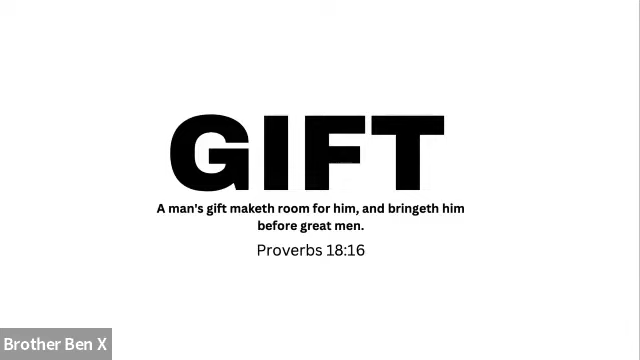 GIFT
A man's gift maketh room for him, and bringeth him
before great men.
Proverbs 18:16
Brother Ben X